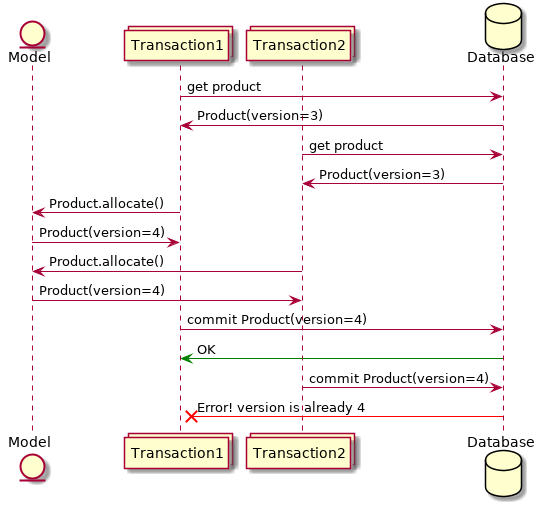 Model
Transaction1
Transaction2
Database
get product
Product(version=3)
get product
Product(version=3)
Product.allocate()
Product(version=4)
Product.allocate()
Product(version=4)
commit Product(version=4)
OK
commit Product(version=4)
Error! version is already 4
Model
Transaction1
Transaction2
Database